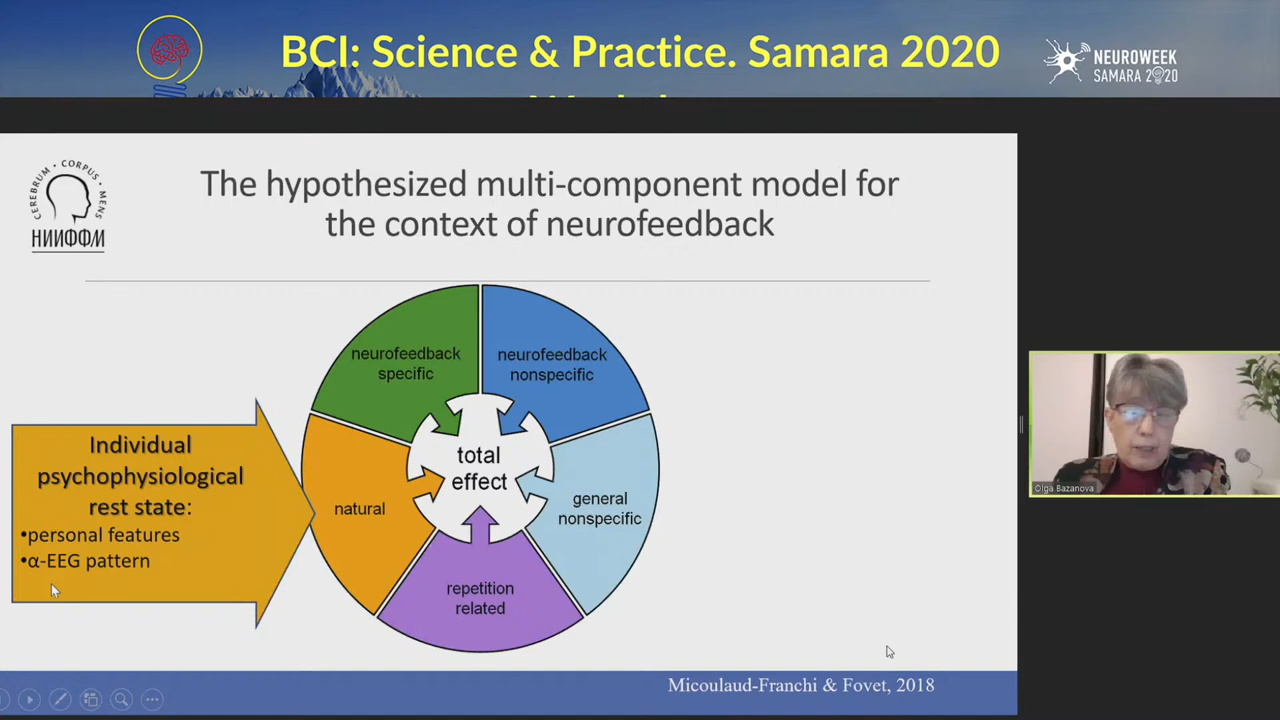 BCI: Science & Practice. Samara 2020
NEUROWEEK
SAMARA 2020
CEREBRUM • CORPUS • MENS
НИИФФМ
The hypothesized multi-component model for
the context of neurofeedback
neurofeedback
specific
neurofeedback
nonspecific
Individual
psychophysiological
rest state:
•personal features
•α-EEG pattern
total
effect
natural
general
nonspecific
repetition
related
Olga Bazanova
Micoulaud-Franchi & Fovet, 2018